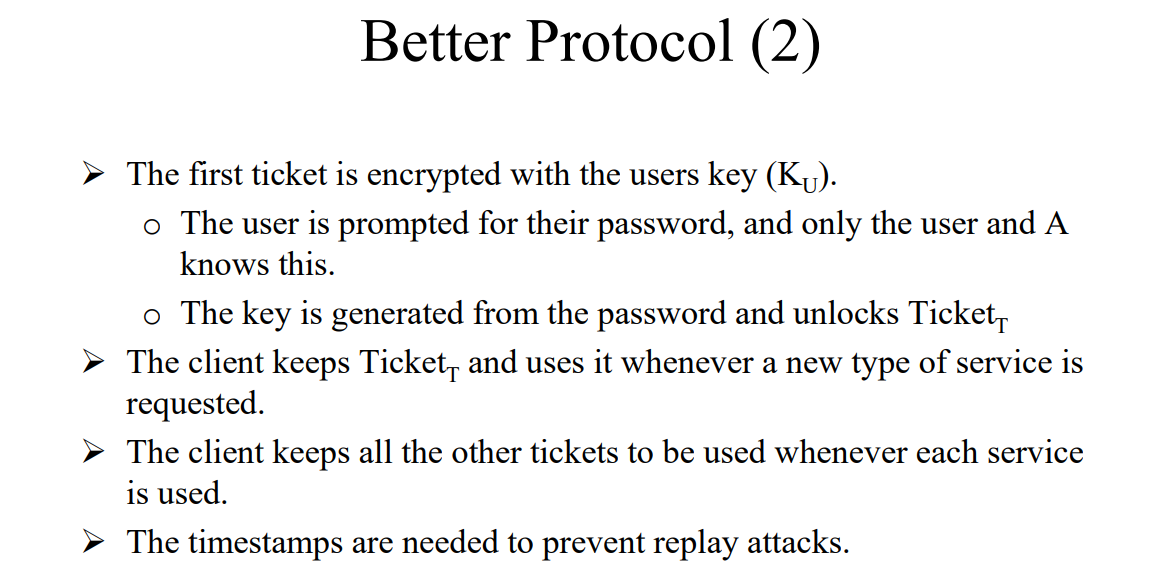 Better Protocol (2)
➢ The first ticket is encrypted with the users key (K_U).
o The user is prompted for their password, and only the user and A
knows this.
o The key is generated from the password and unlocks Ticket_T
➢ The client keeps Ticket_T and uses it whenever a new type of service is
requested.
➢ The client keeps all the other tickets to be used whenever each service
is used.
➢ The timestamps are needed to prevent replay attacks.